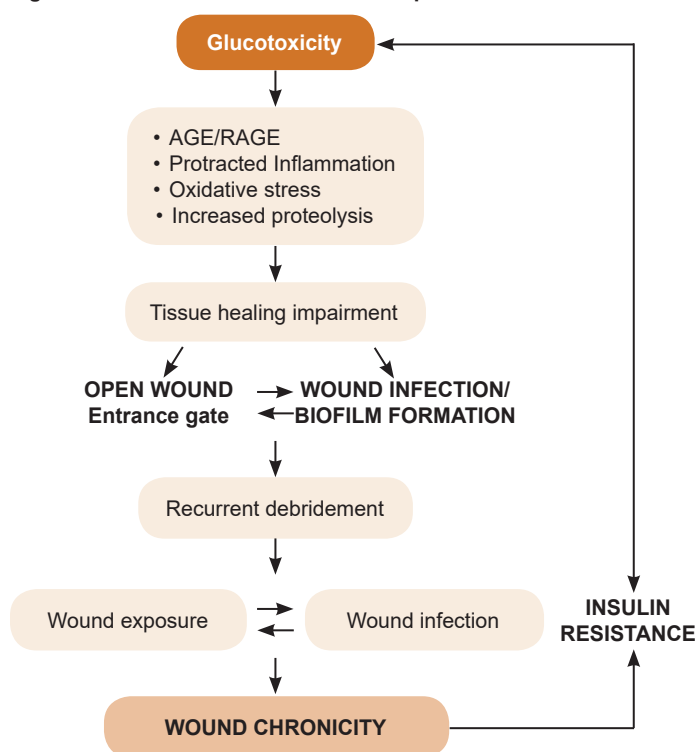 Glucotoxicity
• AGE/RAGE
• Protracted Inflammation
• Oxidative stress
• Increased proteolysis
Tissue healing impairment
OPEN WOUND
Entrance gate
WOUND INFECTION/
BIOFILM FORMATION
Recurrent debridement
Wound exposure
Wound infection
INSULIN
RESISTANCE
WOUND CHRONICITY